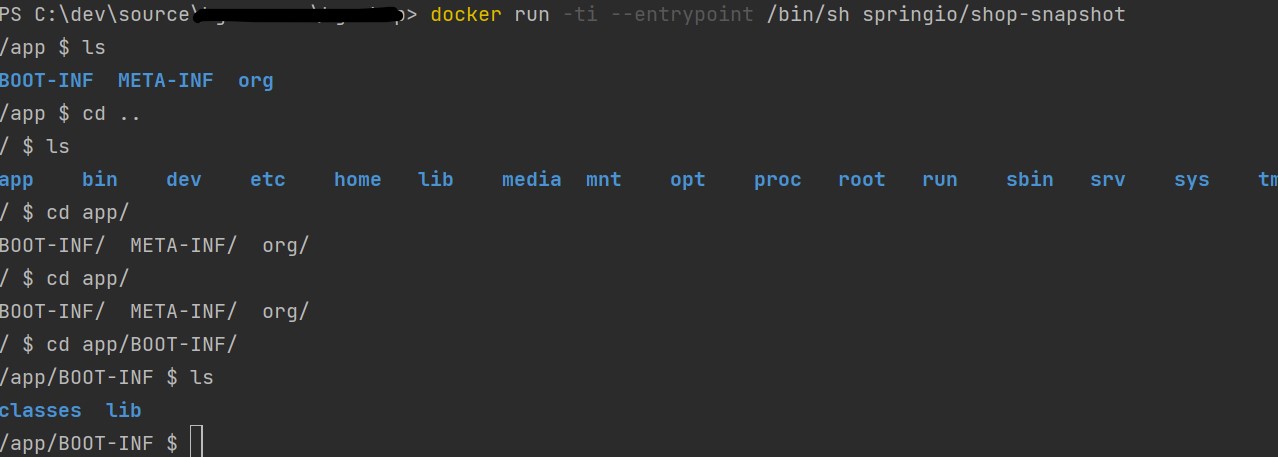 PS C:\dev\source\ p> docker run -ti --entrypoint /bin/sh springio/shop-snapshot
/app $ ls
BOOT-INF  META-INF  org
/app $ cd ..
/ $ ls
app    bin    dev    etc    home   lib    media  mnt    opt    proc   root   run    sbin   srv    sys
/ $ cd app/
BOOT-INF/  META-INF/  org/
/ $ cd app/
BOOT-INF/  META-INF/  org/
/ $ cd app/BOOT-INF/
/app/BOOT-INF $ ls
classes  lib
/app/BOOT-INF $